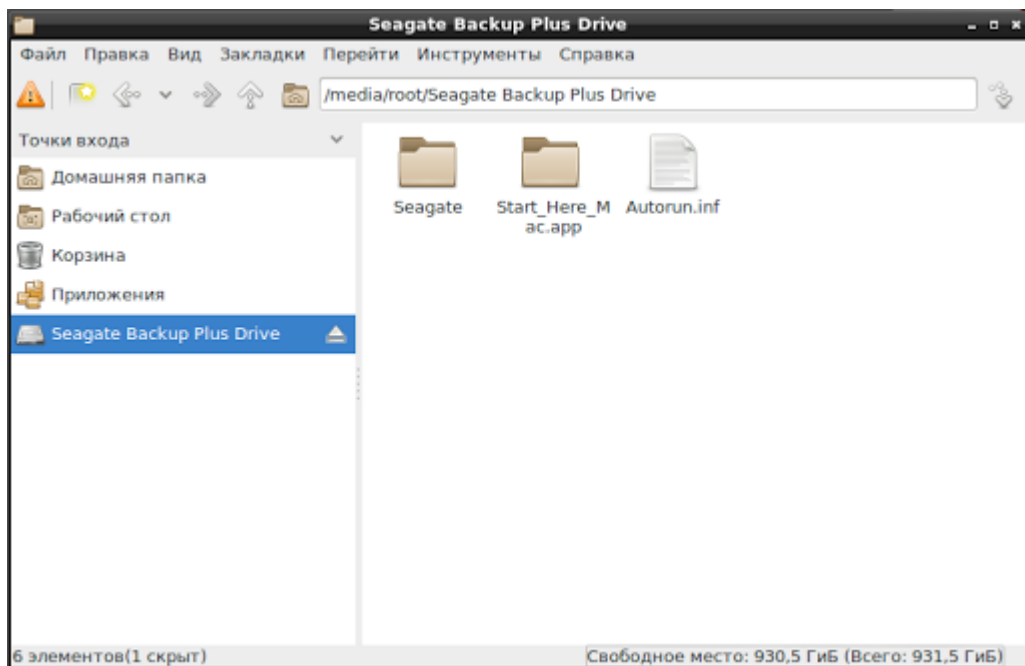 Seagate Backup Plus Drive
Файл Правка Вид Закладки Перейти Инструменты Справка
/media/root/Seagate Backup Plus Drive
Точки входа
Домашняя папка
Рабочий стол
Корзина
Приложения
Seagate Backup Plus Drive
Seagate
Start_Here_M
ac.app
Autorun.inf
6 элементов(1 скрыт)
Свободное место: 930,5 ГиБ (Всего: 931,5 ГиБ)